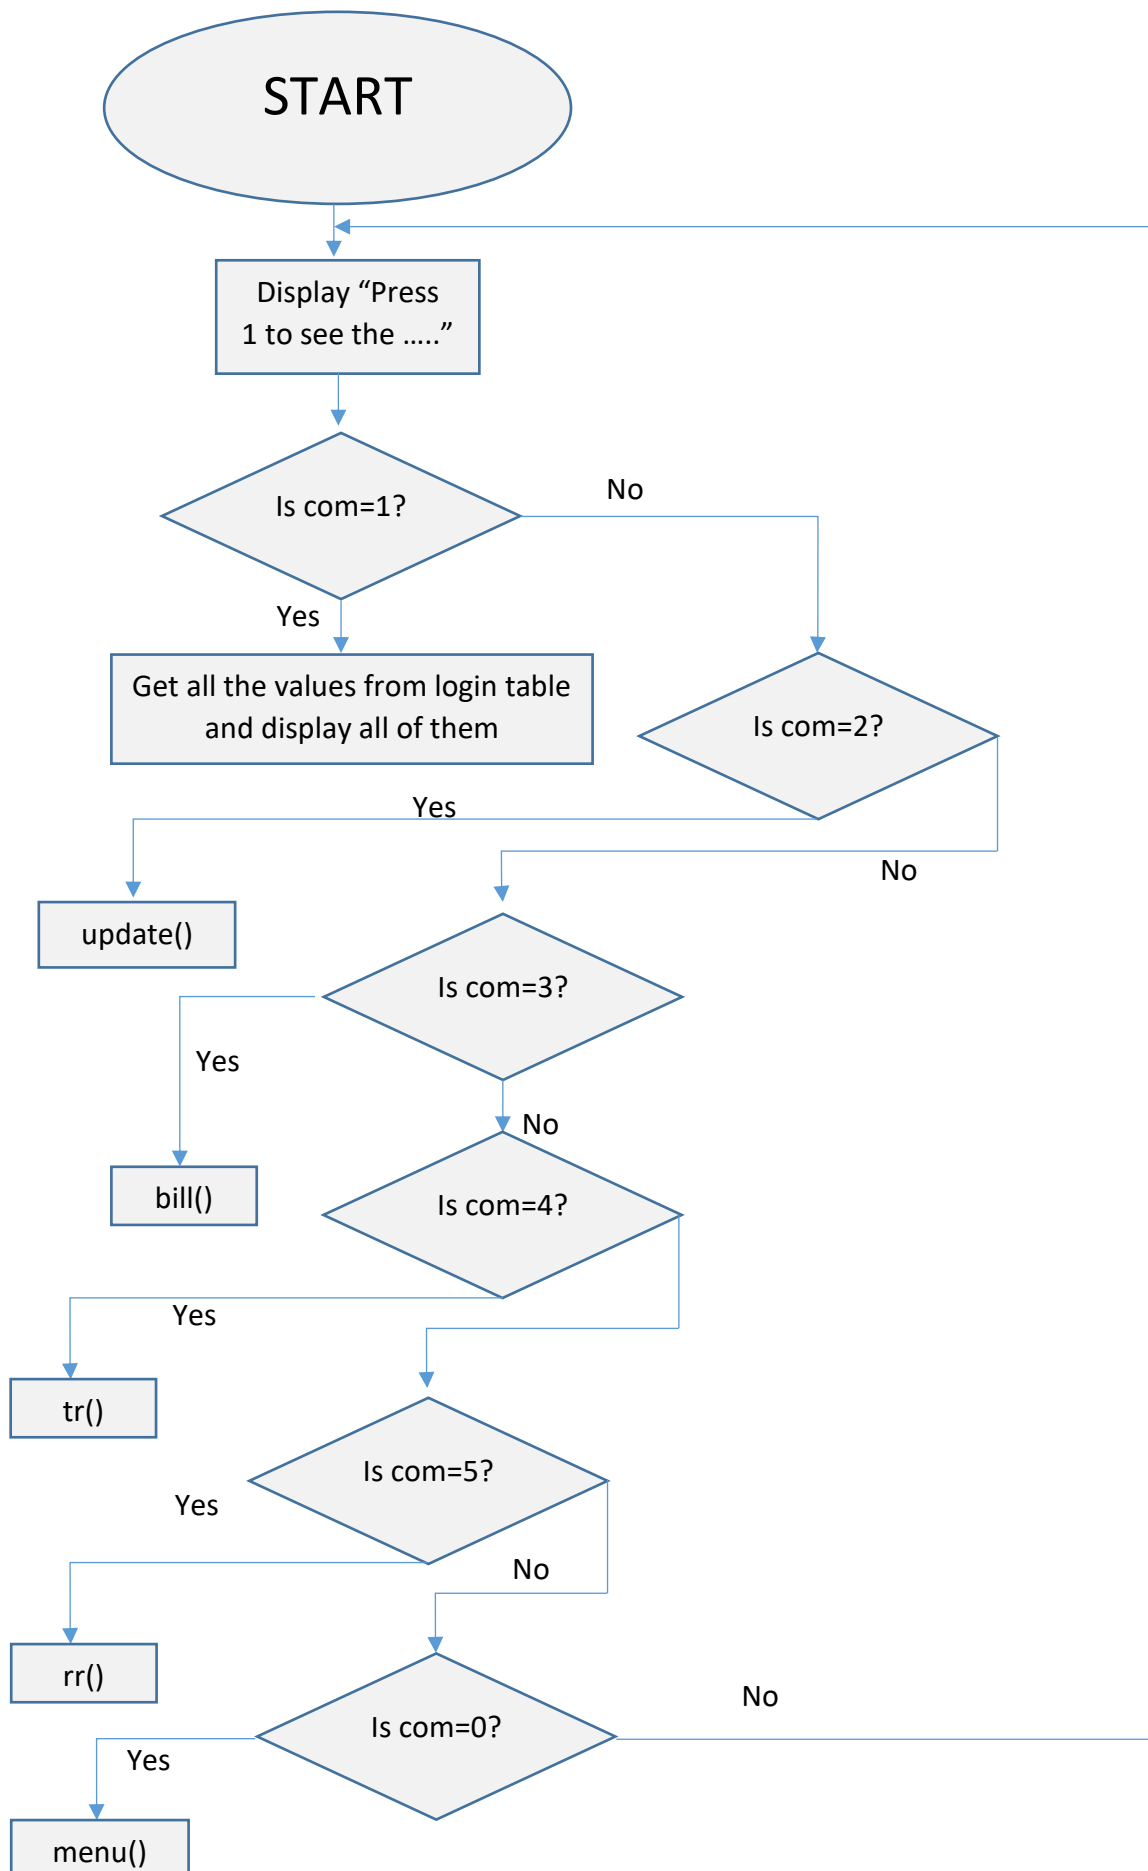 START
Display “Press
1 to see the …..”
Is com=1?
No
Yes
Get all the values from login table
and display all of them
Is com=2?
Yes
No
update()
Is com=3?
Yes
No
bill()
Is com=4?
Yes
tr()
Is com=5?
Yes
No
rr()
No
Is com=0?
Yes
menu()